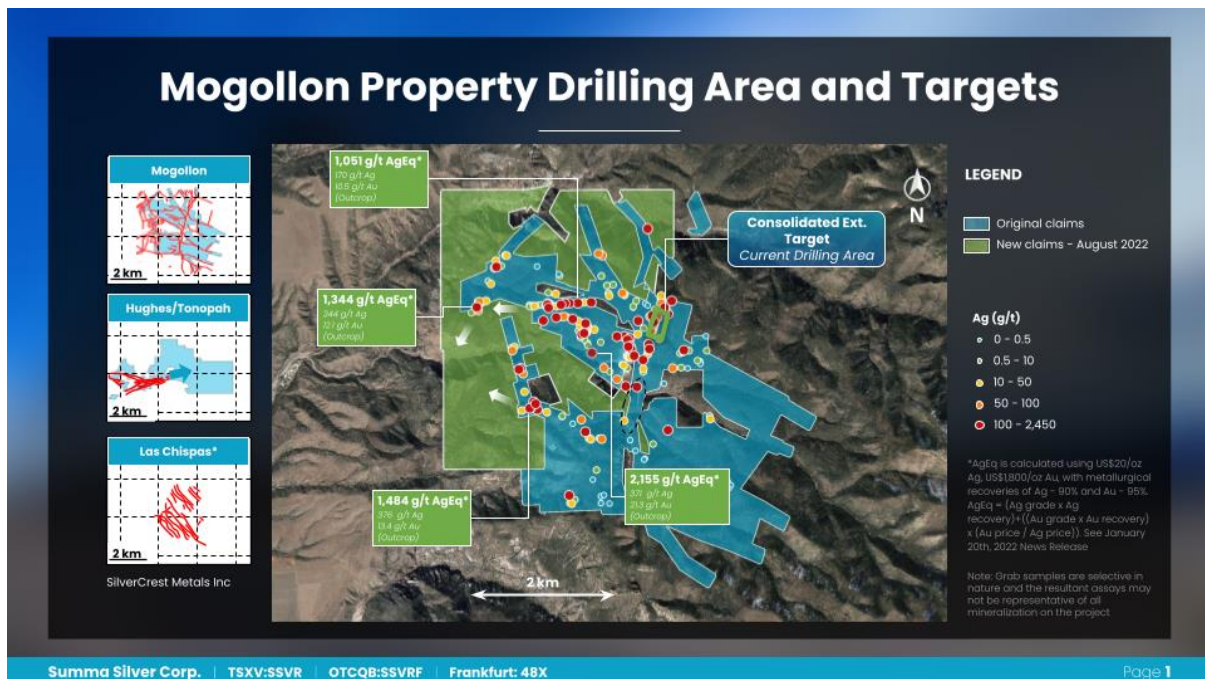 Mogollon Property Drilling Area and Targets
Mogollon
2 km
Hughes/Tonopah
2 km
Las Chispas*
2 km
SilverCrest Metals Inc
1,051 g/t AgEq*
170 g/t Ag
10.5 g/t Au
(Outcrop)
1,344 g/t AgEq*
344 g/t Ag
12.1 g/t Au
(Outcrop)
1,484 g/t AgEq*
376 g/t Ag
13.4 g/t Au
(Outcrop)
2,155 g/t AgEq*
371 g/t Ag
21.3 g/t Au
(Outcrop)
Consolidated Ext.
Target
Current Drilling Area
N
2 km
LEGEND
Original claims
New claims - August 2022
Ag (g/t)
0 - 0.5
0.5 - 10
10 - 50
50 - 100
100 - 2,450
*AgEq is calculated using US$20/oz
Ag, US$1,800/oz Au, with metallurgical
recoveries of Ag - 90% and Au - 95%
AgEq = (Ag grade x Ag
recovery)+((Au grade x Au recovery)
x (Au price / Ag price)). See January
20th, 2022 News Release
Note: Grab samples are selective in
nature and the resultant assays may
not be representative of all
mineralization on the project
Summa Silver Corp. | TSXV:SSVR | OTCQB:SSVRF | Frankfurt: 48X
Page 1